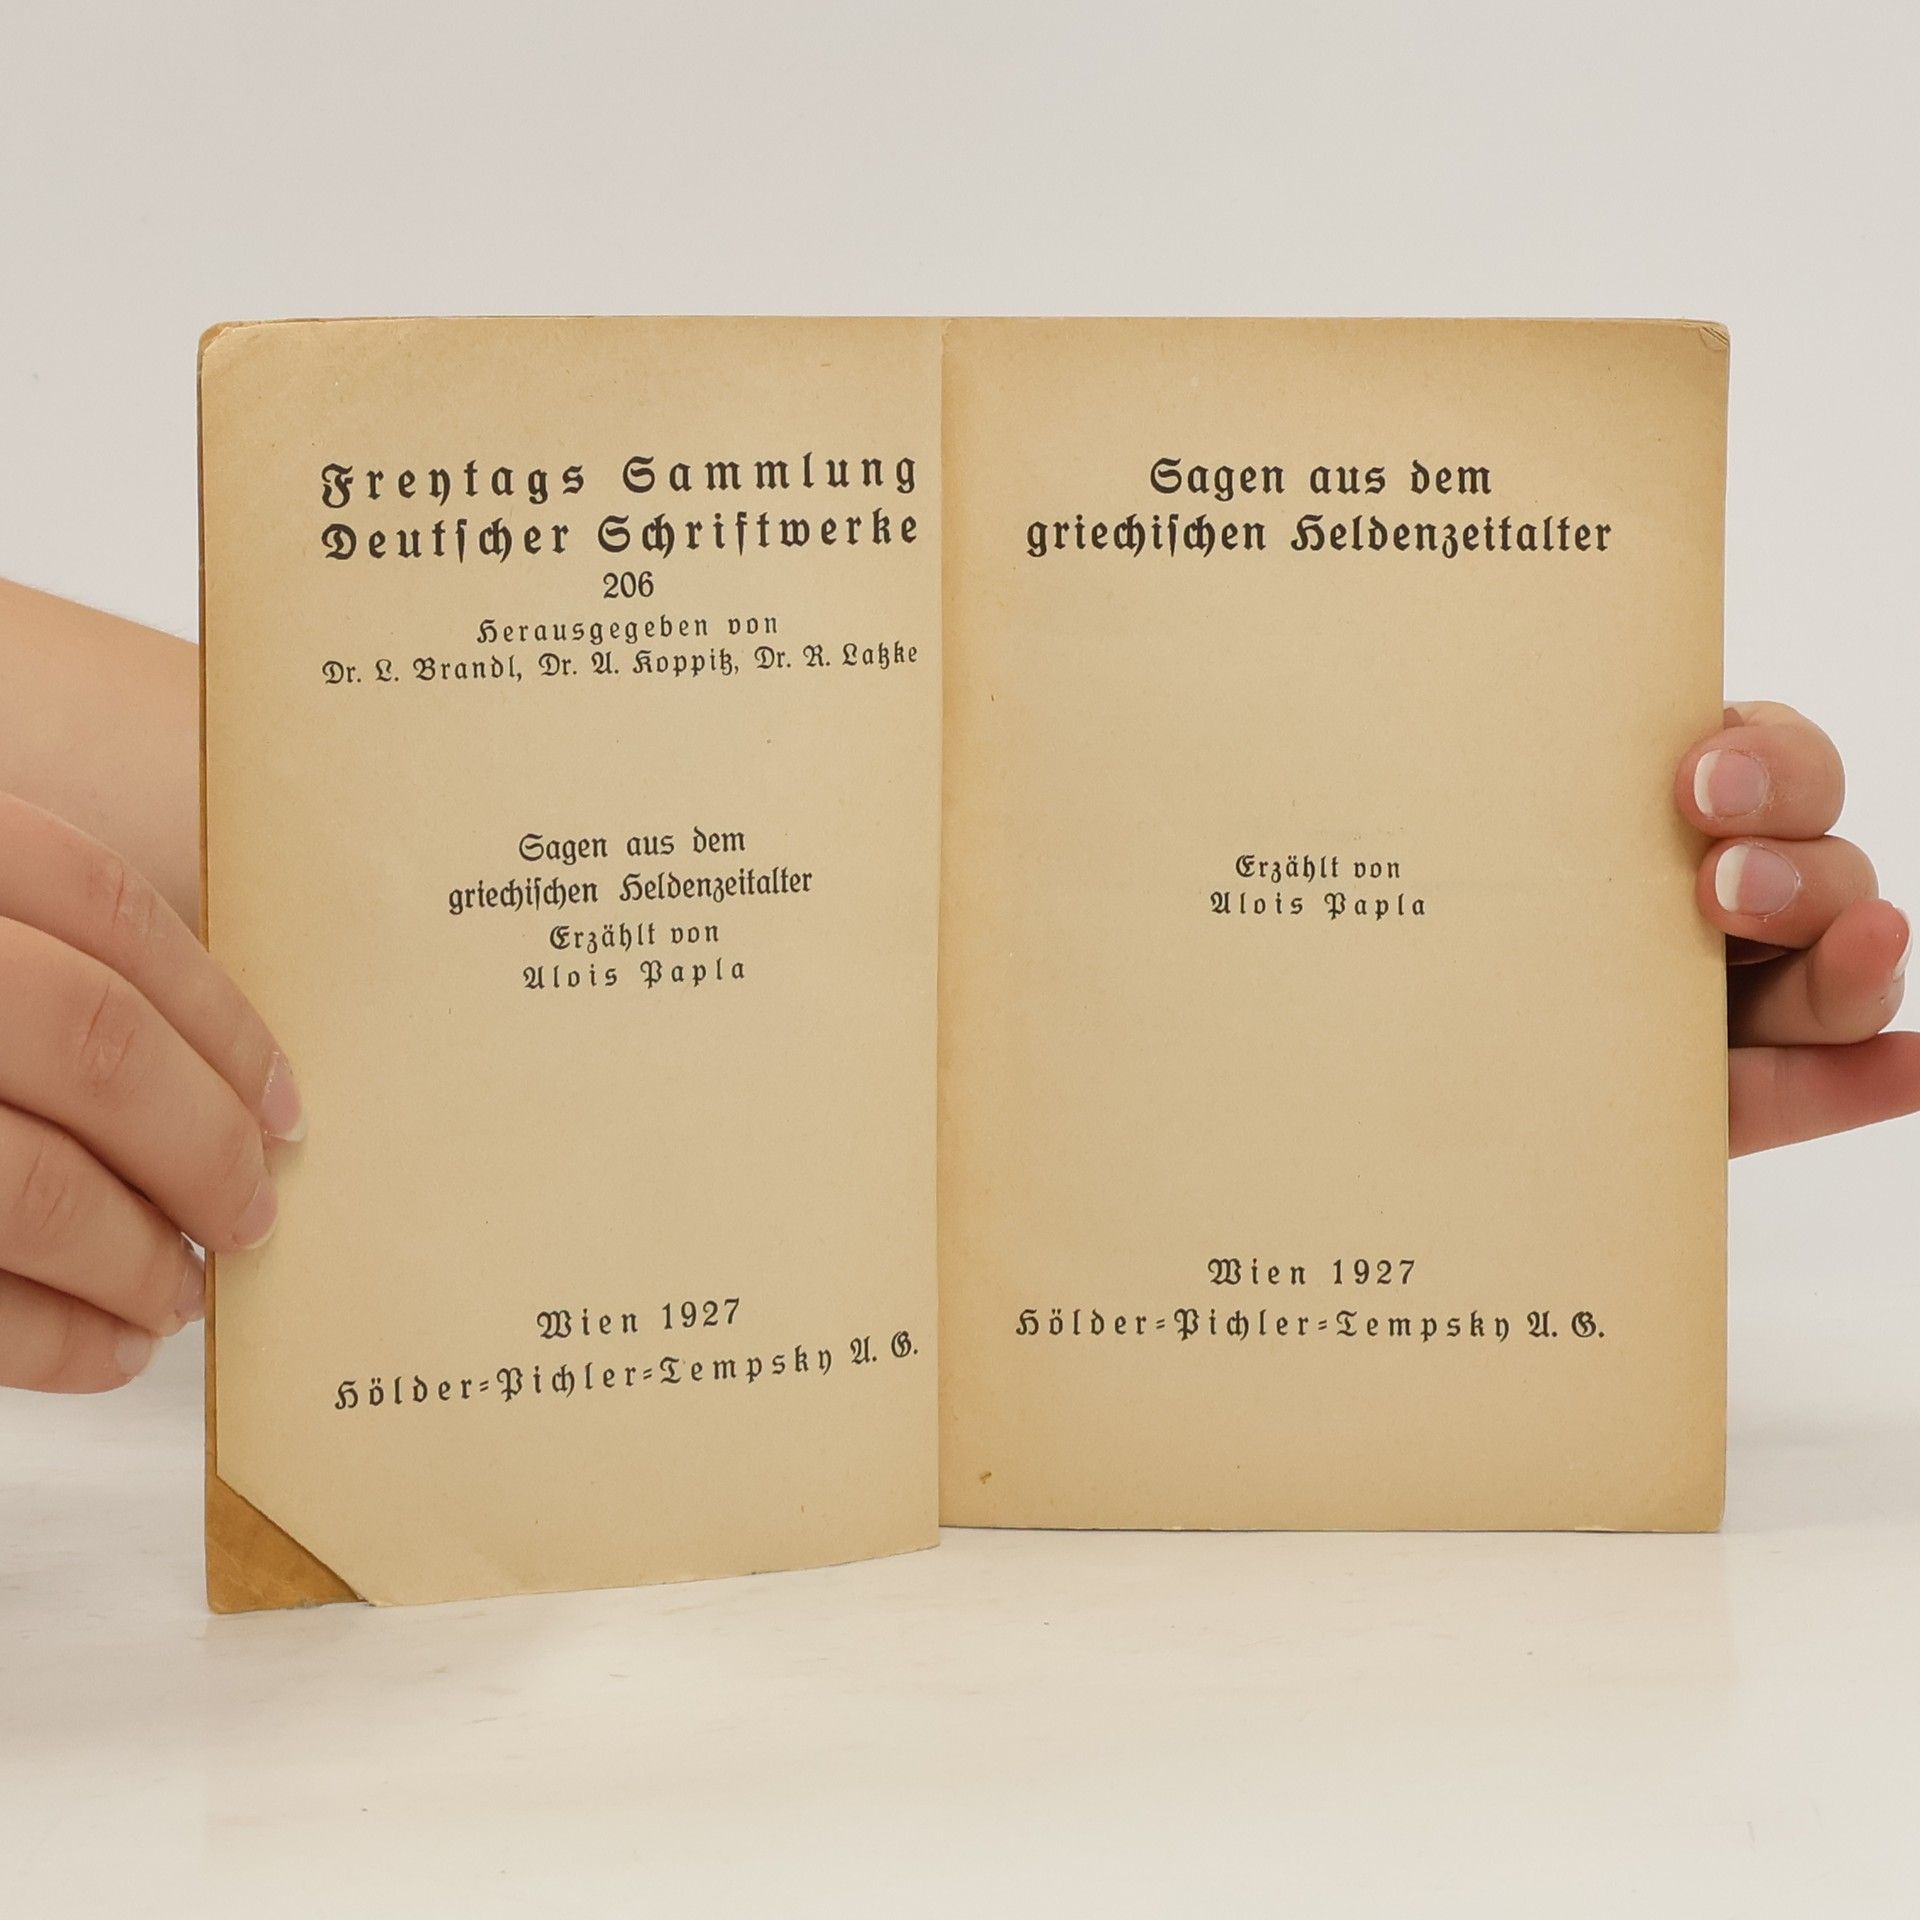 Freytags Sammlung
Deutſcher Schriftwerke
206
Herausgegeben von
Dr. L. Brandl, Dr. A. Koppitz, Dr. R. Latzke
Sagen aus dem
griechiſchen Heldenzeitalter
Erzählt von
Alois Papla
Wien 1927
Hölder=Pichler=Tempsky A. G.
Sagen aus dem
griechiſchen Heldenzeitalter
Erzählt von
Alois Papla
Wien 1927
Hölder=Pichler=Tempsky A. G.